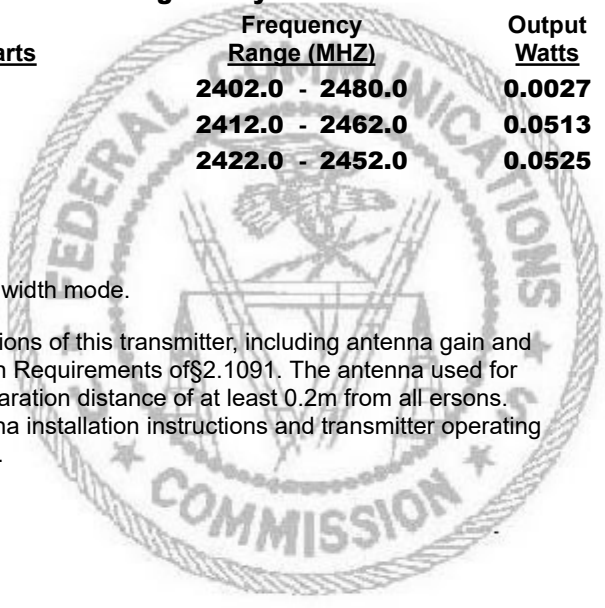 Frequency Output
arts Range (MHZ) Watts
2402.0 - 2480.0 0.0027
2412.0 - 2462.0 0.0513
2422.0 - 2452.0 0.0525
width mode.
ions of this transmitter, including antenna gain and
n Requirements of§2.1091. The antenna used for
aration distance of at least 0.2m from all ersons.
na installation instructions and transmitter operating
.
FEDERAL COMMUNICATIONS COMMISSION